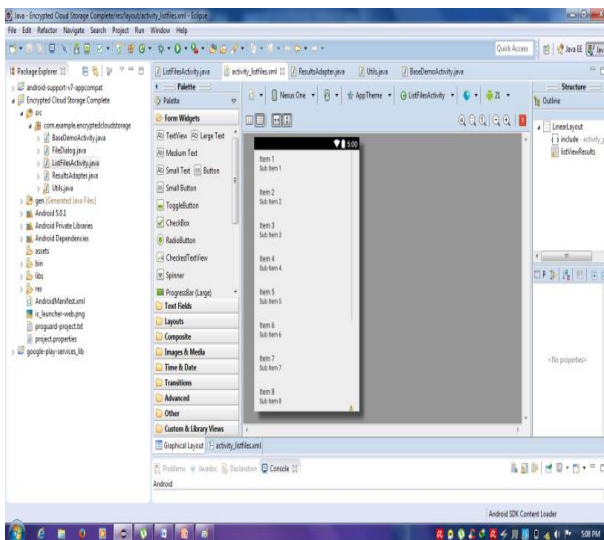 Java - Encrypted Cloud Storage Complete/res/layout/activity_listfiles.xml - Eclipse
File Edit Refactor Navigate Search Project Run Window Help
Quick Access
Java EE
Package Explorer
ListFilesActivity.java
activity_listfiles.xml
ResultsAdapter.java
Utils.java
BaseDemoActivity.java
android-support-v7-appcompat
Encrypted Cloud Storage Complete
src
com.example.encryptedcloudstorage
BaseDemoActivity.java
FileDialog.java
ListFilesActivity.java
ResultsAdapter.java
Utils.java
gen [Generated Java Files]
Android 5.0.1
Android Private Libraries
Android Dependencies
assets
bin
libs
res
AndroidManifest.xml
ic_launcher-web.png
proguard-project.txt
project.properties
google-play-services_lib
Palette
Palette
Form Widgets
TextView
Large Text
Medium Text
Small Text
Button
Small Button
ToggleButton
CheckBox
RadioButton
CheckedTextView
Spinner
ProgressBar (Large)
Text Fields
Layouts
Composite
Images & Media
Time & Date
Transitions
Advanced
Other
Custom & Library Views
Graphical Layout
activity_listfiles.xml
Nexus One
AppTheme
ListFilesActivity
21
5:00
Item 1
Sub Item 1
Item 2
Sub Item 2
Item 3
Sub Item 3
Item 4
Sub Item 4
Item 5
Sub Item 5
Item 6
Sub Item 6
Item 7
Sub Item 7
Item 8
Sub Item 8
Structure
Outline
LinearLayout
include - activity_p
listViewResults
<No properties>
Problems
Javadoc
Declaration
Console
Android
Android SDK Content Loader
5:08 PM